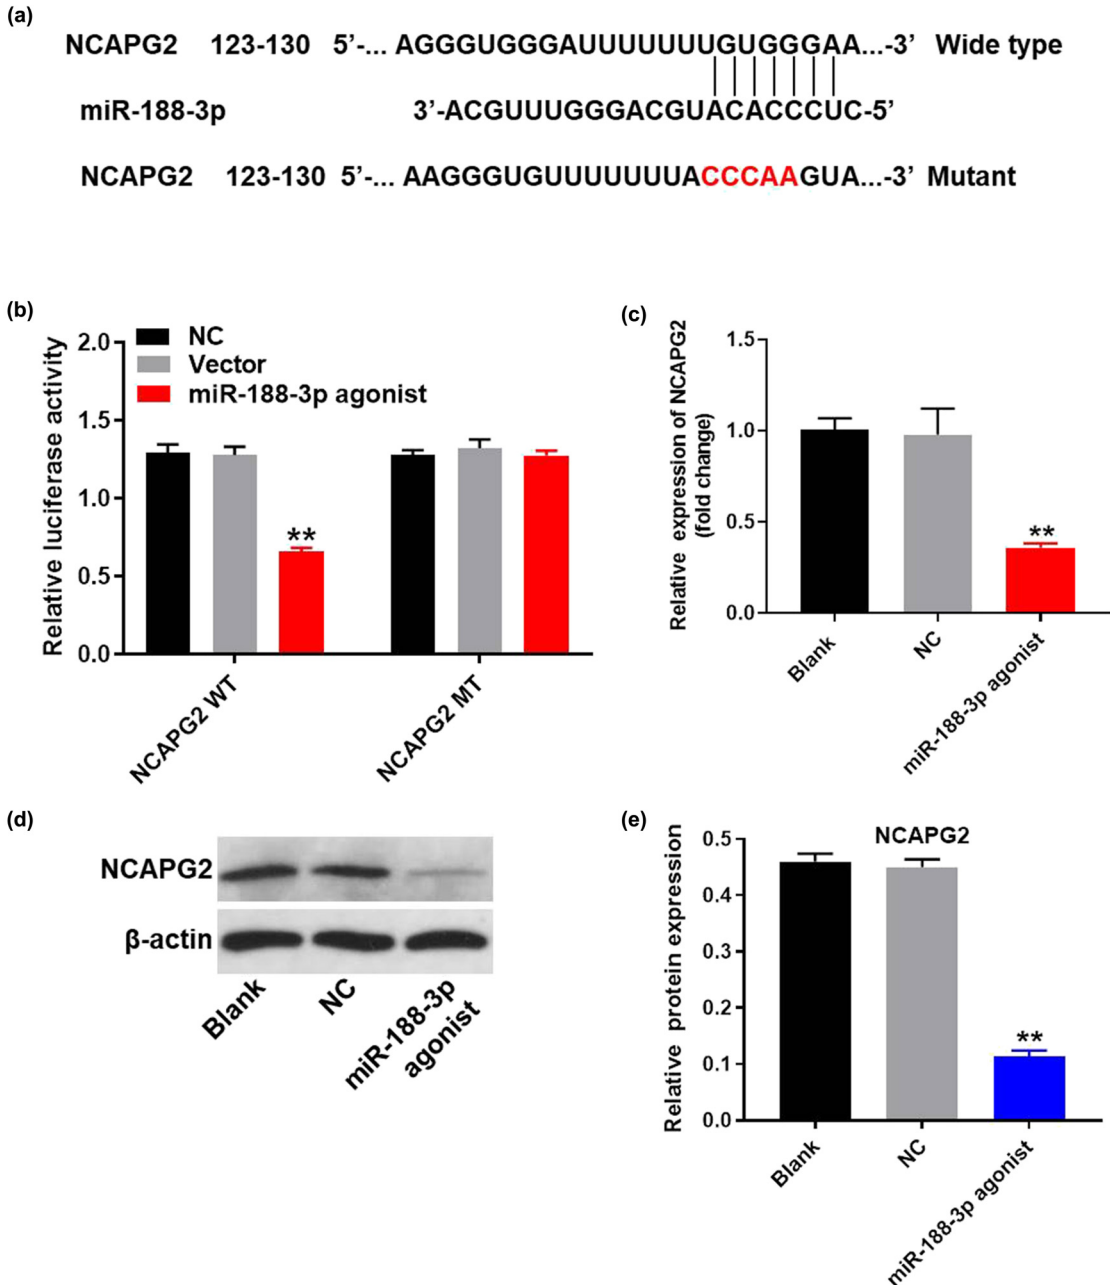 (a)
NCAPG2 123-130 5’-... AGGGUGGGAUUUUUUUGUGGGAA...-3’ Wide type
miR-188-3p 3’-ACGUUUGGGACGUACACCCUC-5’
NCAPG2 123-130 5’-... AAGGGUGUUUUUUUACCCAAGUA...-3’ Mutant
(b)
Relative luciferase activity
2.0
1.5
1.0
0.5
0.0
NC
Vector
miR-188-3p agonist
**
NCAPG2 WT
NCAPG2 MT
(c)
Relative expression of NCAPG2
(fold change)
1.5
1.0
0.5
0.0
**
Blank
NC
miR-188-3p agonist
(d)
NCAPG2
β-actin
Blank
NC
miR-188-3p
agonist
(e)
Relative protein expression
NCAPG2
0.5
0.4
0.3
0.2
0.1
0.0
**
Blank
NC
miR-188-3p agonist